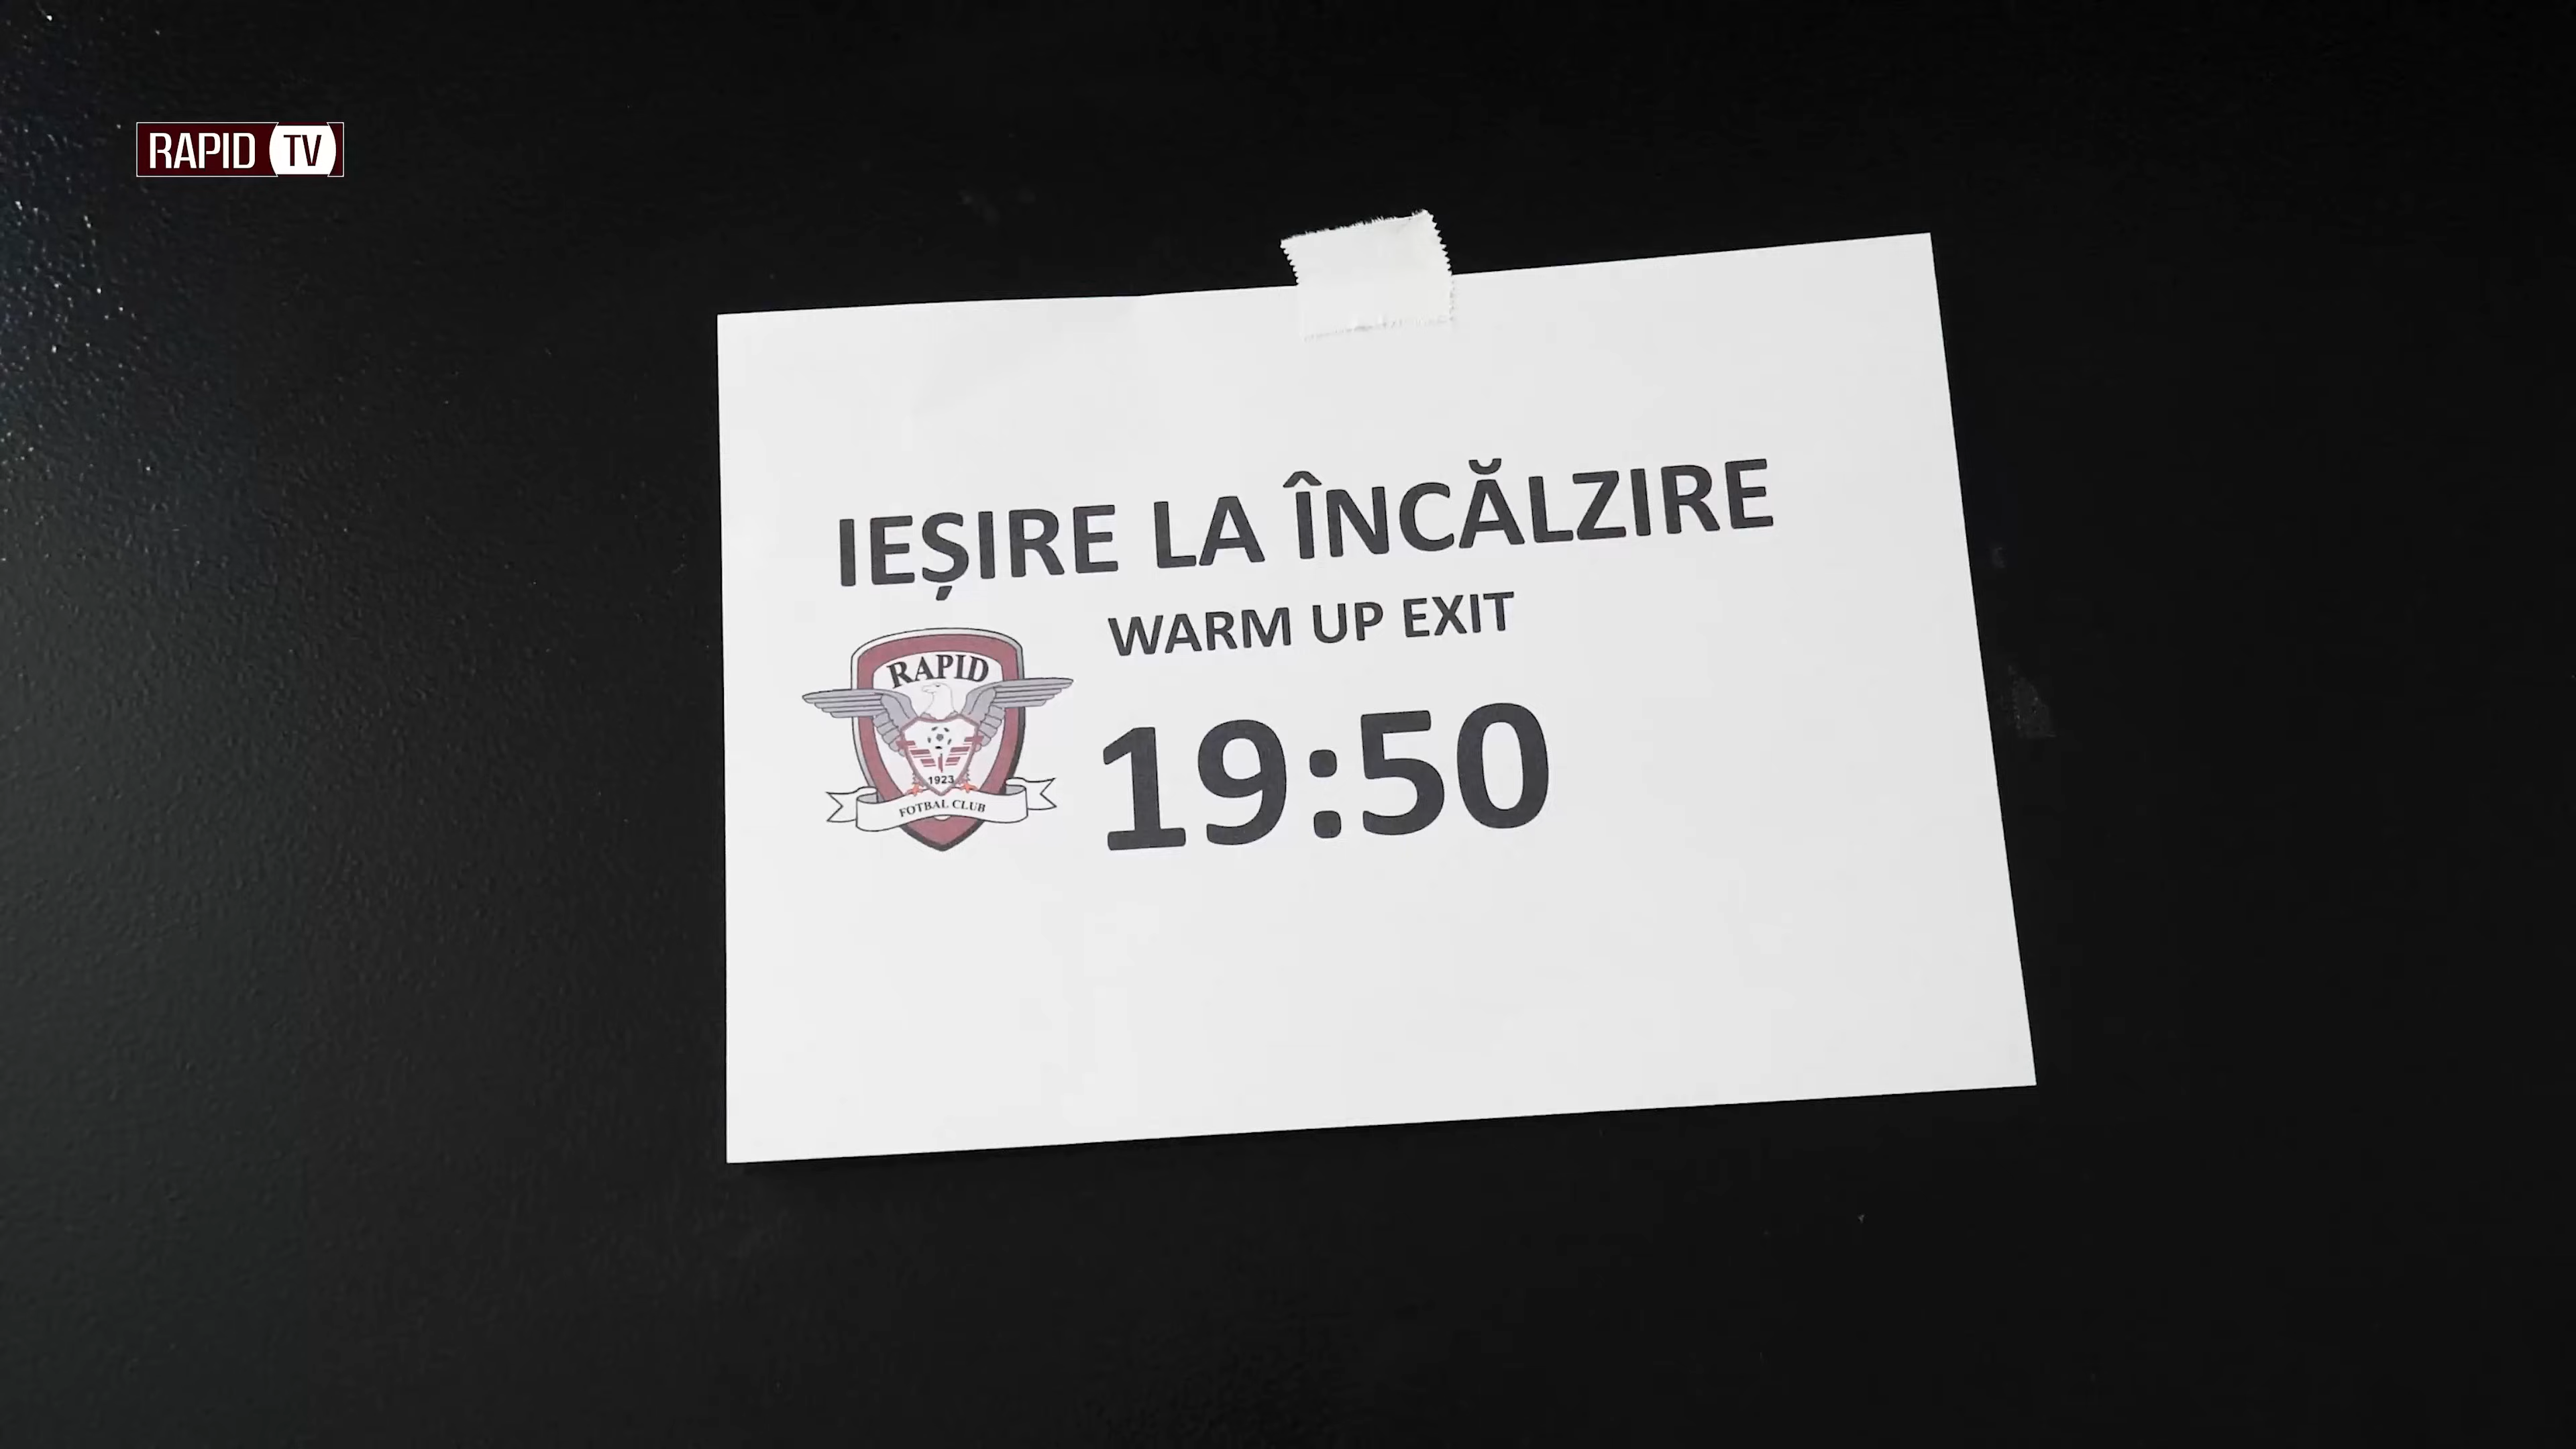 RAPID TV
IEȘIRE LA ÎNCĂLZIRE
WARM UP EXIT
RAPID
1923
FOTBAL CLUB
19:50